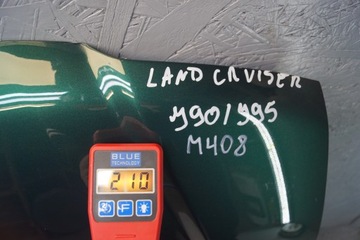 LAND CRUISER
J90/J95
M408
BLUE
TECHNOLOGY
210
F